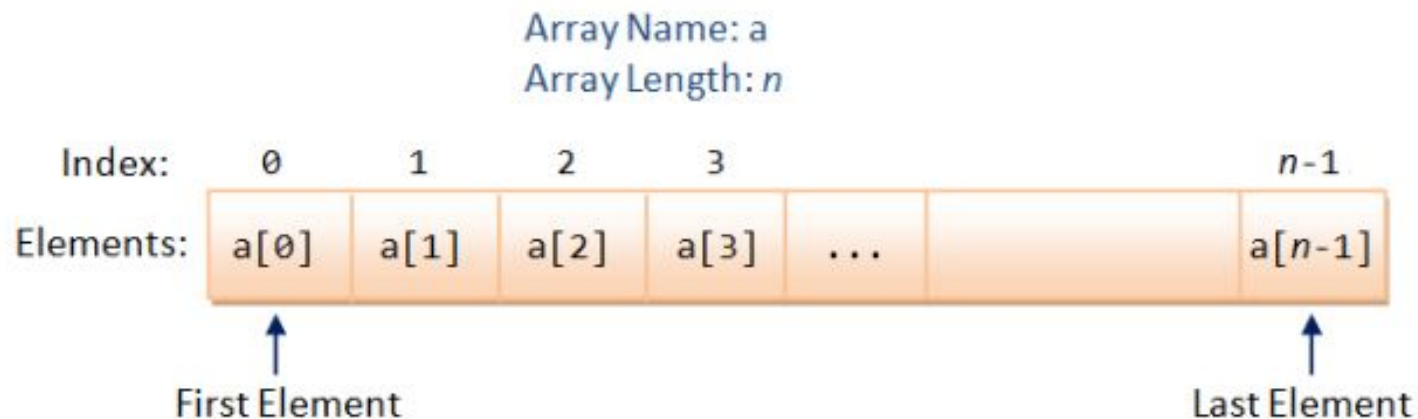 Array Name: a
Array Length: n
Index: 0 1 2 3 n-1
Elements: a[0] a[1] a[2] a[3] ... a[n-1]
First Element Last Element